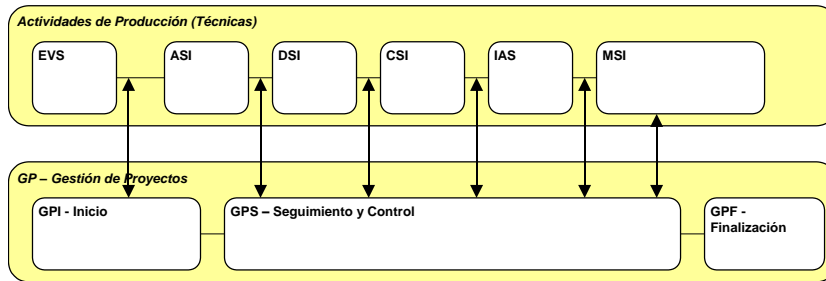 Actividades de Producción (Técnicas)
EVS
ASI
DSI
CSI
IAS
MSI
GP – Gestión de Proyectos
GPI - Inicio
GPS – Seguimiento y Control
GPF -
Finalización